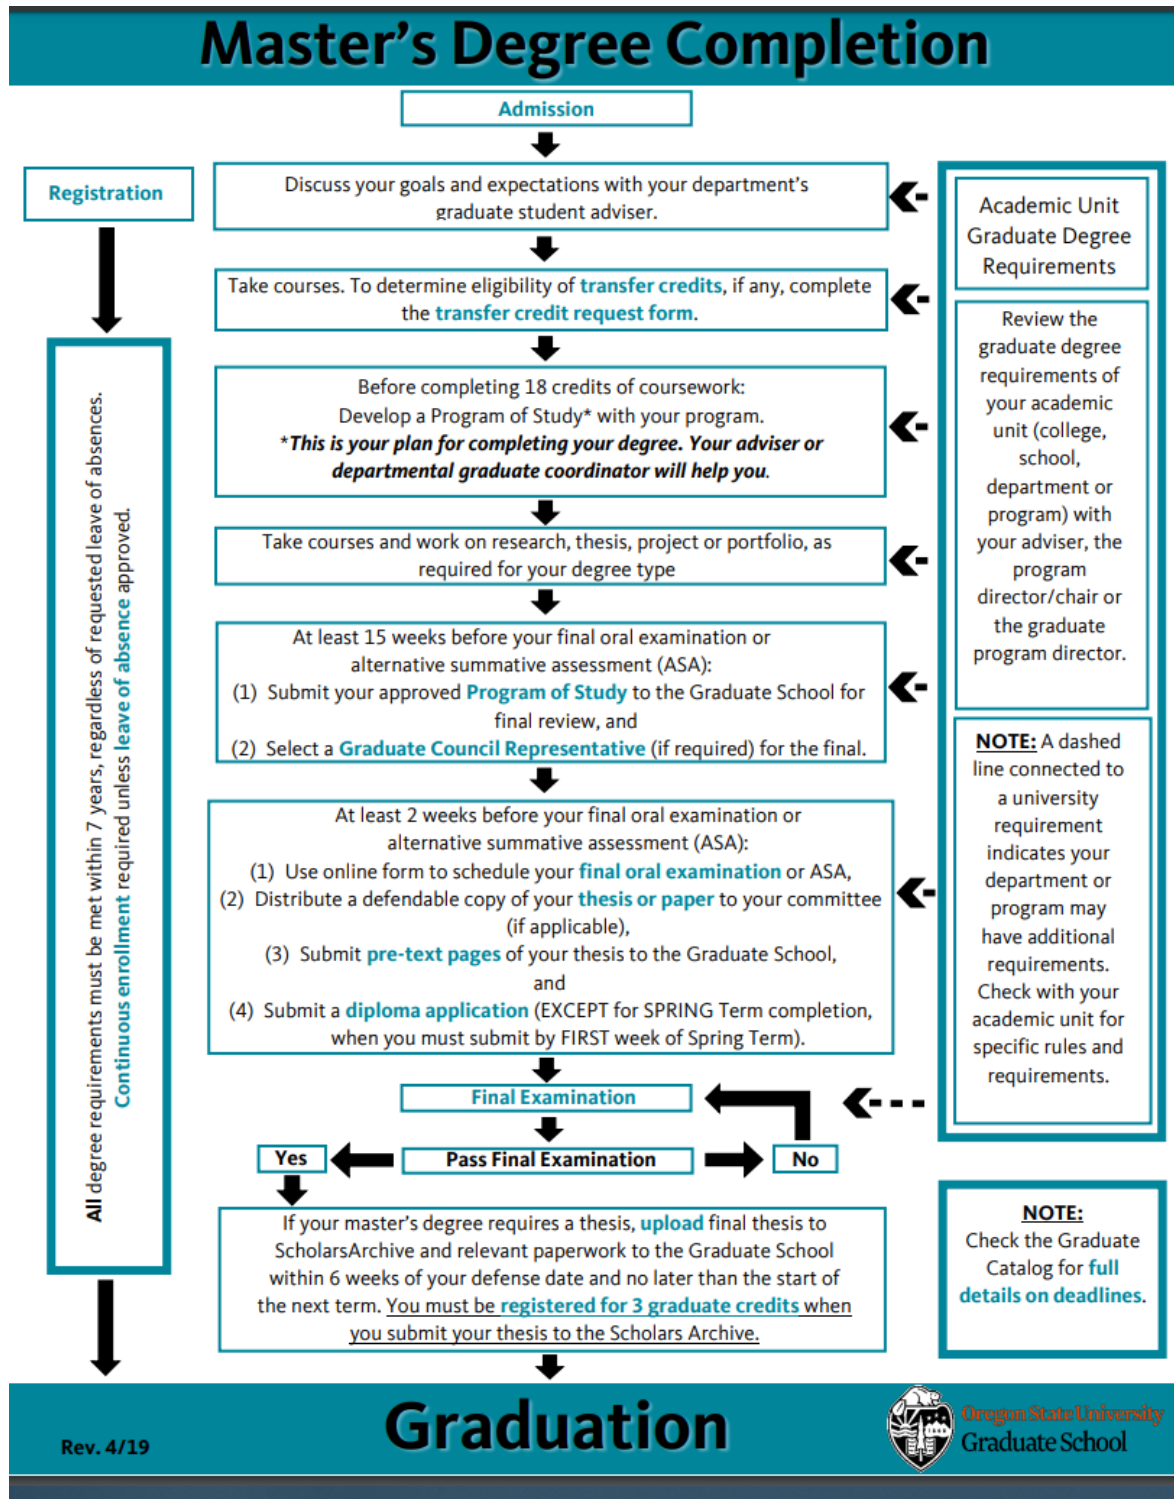 Master's Degree Completion
Admission
Registration
Discuss your goals and expectations with your department's
graduate student adviser.
Take courses. To determine eligibility of transfer credits, if any, complete
the transfer credit request form.
Before completing 18 credits of coursework:
Develop a Program of Study* with your program.
*This is your plan for completing your degree. Your adviser or
departmental graduate coordinator will help you.
Take courses and work on research, thesis, project or portfolio, as
required for your degree type
At least 15 weeks before your final oral examination or
alternative summative assessment (ASA):
(1) Submit your approved Program of Study to the Graduate School for
final review, and
(2) Select a Graduate Council Representative (if required) for the final.
At least 2 weeks before your final oral examination or
alternative summative assessment (ASA):
(1) Use online form to schedule your final oral examination or ASA,
(2) Distribute a defendable copy of your thesis or paper to your committee
(if applicable),
(3) Submit pre-text pages of your thesis to the Graduate School,
and
(4) Submit a diploma application (EXCEPT for SPRING Term completion,
when you must submit by FIRST week of Spring Term).
Final Examination
Yes
Pass Final Examination
No
If your master's degree requires a thesis, upload final thesis to
ScholarsArchive and relevant paperwork to the Graduate School
within 6 weeks of your defense date and no later than the start of
the next term. You must be registered for 3 graduate credits when
you submit your thesis to the Scholars Archive.
All degree requirements must be met within 7 years, regardless of requested leave of absences.
Continuous enrollment required unless leave of absence approved.
Academic Unit
Graduate Degree
Requirements
Review the
graduate degree
requirements of
your academic
unit (college,
school,
department or
program) with
your adviser, the
program
director/chair or
the graduate
program director.
NOTE: A dashed
line connected to
a university
requirement
indicates your
department or
program may
have additional
requirements.
Check with your
academic unit for
specific rules and
requirements.
NOTE:
Check the Graduate
Catalog for full
details on deadlines.
Graduation
Rev. 4/19
Oregon State University
Graduate School